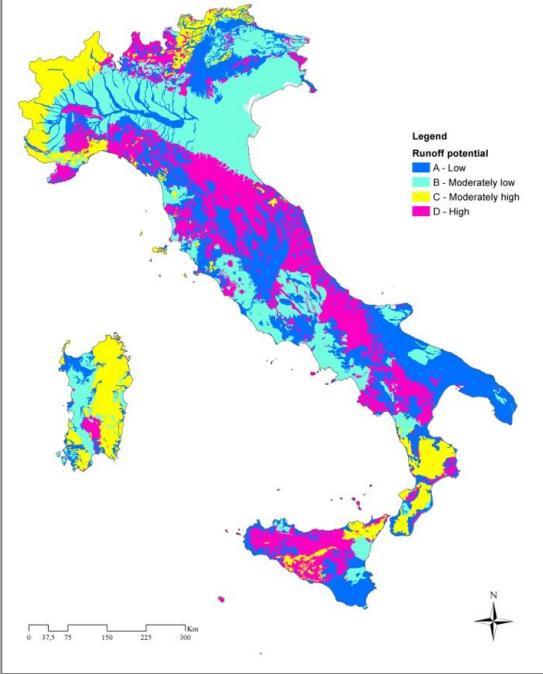 Legend
Runoff potential
A - Low
B - Moderately low
C - Moderately high
D - High
N
Km
0 37,5 75 150 225 300